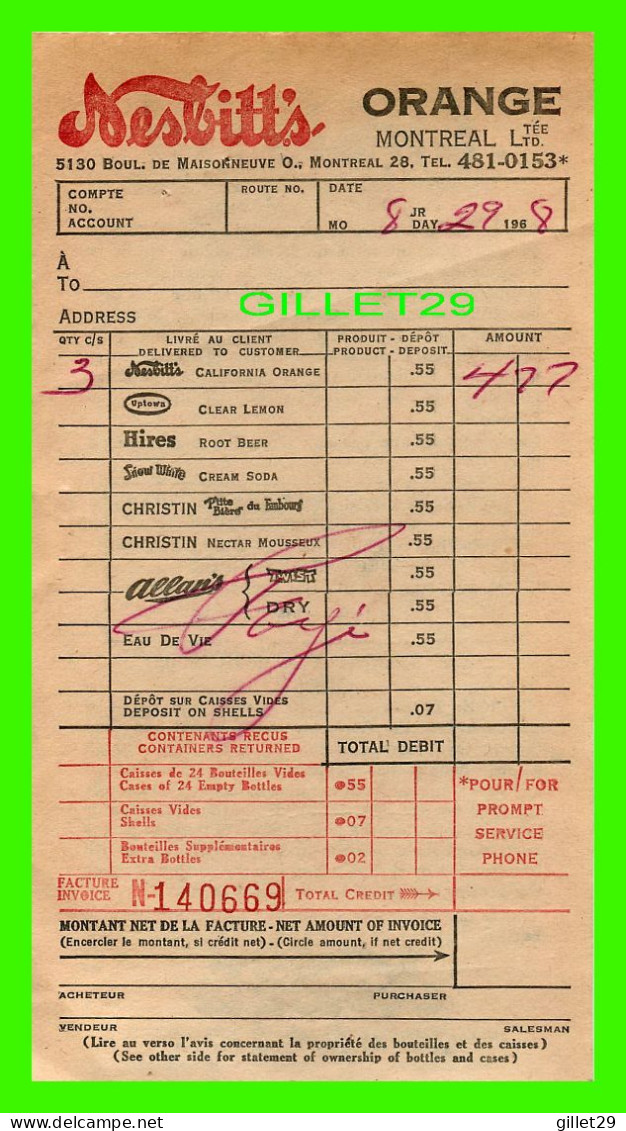 Nesbitt's ORANGE
MONTREAL LTÉE LTD.
5130 BOUL. DE MAISONNEUVE O., MONTREAL 28, TEL. 481-0153*
COMPTE NO. ACCOUNT
ROUTE NO.
DATE
MO 8 JR DAY 29 1968
À
TO
GILLET29
ADDRESS
QTY C/S LIVRÉ AU CLIENT PRODUIT - DÉPÔT AMOUNT
DELIVERED TO CUSTOMER PRODUCT - DEPOSIT
3 Nesbitt's CALIFORNIA ORANGE .55 477
Uptown CLEAR LEMON .55
Hires ROOT BEER .55
Snow White CREAM SODA .55
CHRISTIN P'tite Bière du Faubourg .55
CHRISTIN NECTAR MOUSSEUX .55
Allan's { TWIST .55
DRY .55
Payé
EAU DE VIE .55
DÉPÔT SUR CAISSES VIDES
DEPOSIT ON SHELLS .07
CONTENANTS RECUS
CONTAINERS RETURNED
TOTAL DEBIT
Caisses de 24 Bouteilles Vides
Cases of 24 Empty Bottles @55
Caisses Vides
Shells @07
Bouteilles Supplémentaires
Extra Bottles @02
*POUR/FOR
PROMPT
SERVICE
PHONE
FACTURE
INVOICE N-140669 TOTAL CREDIT
MONTANT NET DE LA FACTURE - NET AMOUNT OF INVOICE
(Encercler le montant, si crédit net) - (Circle amount, if net credit)
ACHETEUR PURCHASER
VENDEUR SALESMAN
(Lire au verso l'avis concernant la propriété des bouteilles et des caisses)
(See other side for statement of ownership of bottles and cases)
delcampe.net gillet29